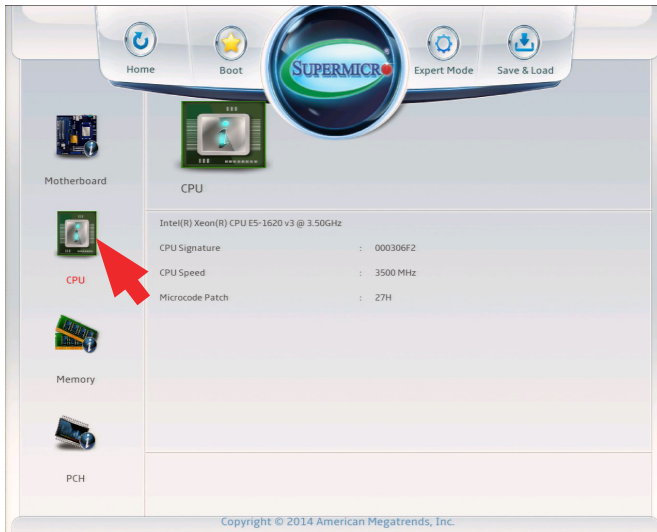 Home
Boot
SUPERMICR
Expert Mode
Save & Load
Motherboard
CPU
Memory
PCH
CPU
Intel(R) Xeon(R) CPU E5-1620 v3 @ 3.50GHz
CPU Signature : 000306F2
CPU Speed : 3500 MHz
Microcode Patch : 27H
Copyright © 2014 American Megatrends, Inc.